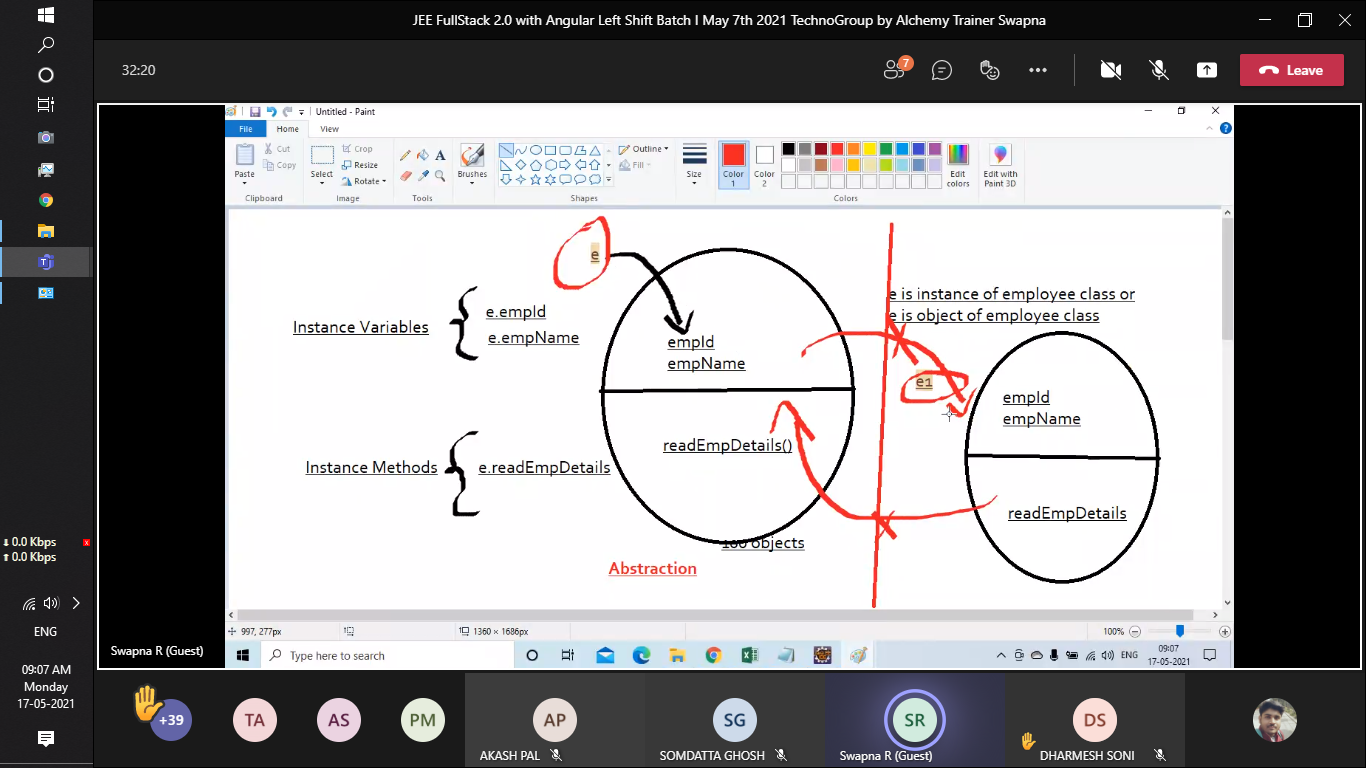 JEE FullStack 2.0 with Angular Left Shift Batch I May 7th 2021 TechnoGroup by Alchemy Trainer Swapna
32:20
7
Leave
Untitled - Paint
File Home View
Paste
Cut
Copy
Clipboard
Select
Crop
Resize
Rotate
Image
A
Tools
Brushes
Shapes
Outline
Fill
Size
Color 1
Color 2
Colors
Edit colors
Edit with Paint 3D
e
e is instance of employee class or
e is object of employee class
Instance Variables
e.empId
e.empName
empId
empName
e1
empId
empName
Instance Methods
e.readEmpDetails
readEmpDetails()
readEmpDetails
100 objects
Abstraction
997, 277px
1360 × 1686px
100%
Type here to search
ENG
09:07
17-05-2021
Swapna R (Guest)
0.0 Kbps
0.0 Kbps
ENG
09:07 AM
Monday
17-05-2021
+39
TA
AS
PM
AP
AKASH PAL
SG
SOMDATTA GHOSH
SR
Swapna R (Guest)
DS
DHARMESH SONI